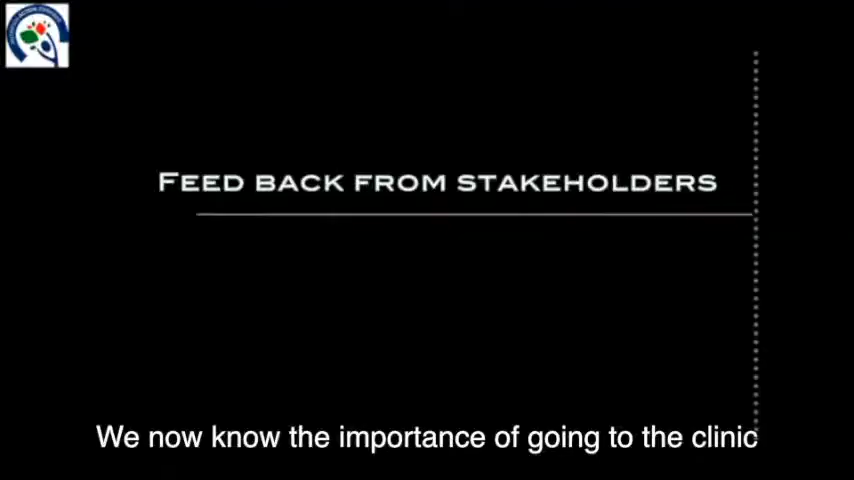 FEED BACK FROM STAKEHOLDERS
We now know the importance of going to the clinic